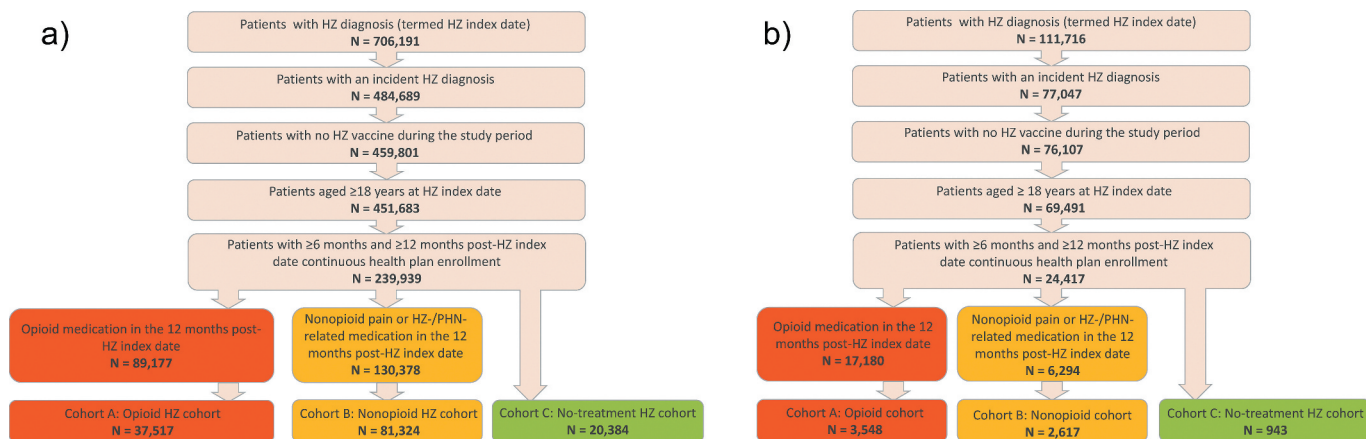 a)
Patients with HZ diagnosis (termed HZ index date)
N = 706,191
Patients with an incident HZ diagnosis
N = 484,689
Patients with no HZ vaccine during the study period
N = 459,801
Patients aged ≥18 years at HZ index date
N = 451,683
Patients with ≥6 months and ≥12 months post-HZ index
date continuous health plan enrollment
N = 239,939
Opioid medication in the 12 months post-
HZ index date
N = 89,177
Nonopioid pain or HZ-/PHN-
related medication in the 12
months post-HZ index date
N = 130,378
Cohort A: Opioid HZ cohort
N = 37,517
Cohort B: Nonopioid HZ cohort
N = 81,324
Cohort C: No-treatment HZ cohort
N = 20,384
b)
Patients with HZ diagnosis (termed HZ index date)
N = 111,716
Patients with an incident HZ diagnosis
N = 77,047
Patients with no HZ vaccine during the study period
N = 76,107
Patients aged ≥ 18 years at HZ index date
N = 69,491
Patients with ≥6 months and ≥12 months post-HZ index
date continuous health plan enrollment
N = 24,417
Opioid medication in the 12
months post-HZ index date
N = 17,180
Nonopioid pain or HZ-/PHN-
related medication in the 12
months post-HZ index date
N = 6,294
Cohort A: Opioid cohort
N = 3,548
Cohort B: Nonopioid cohort
N = 2,617
Cohort C: No-treatment HZ cohort
N = 943